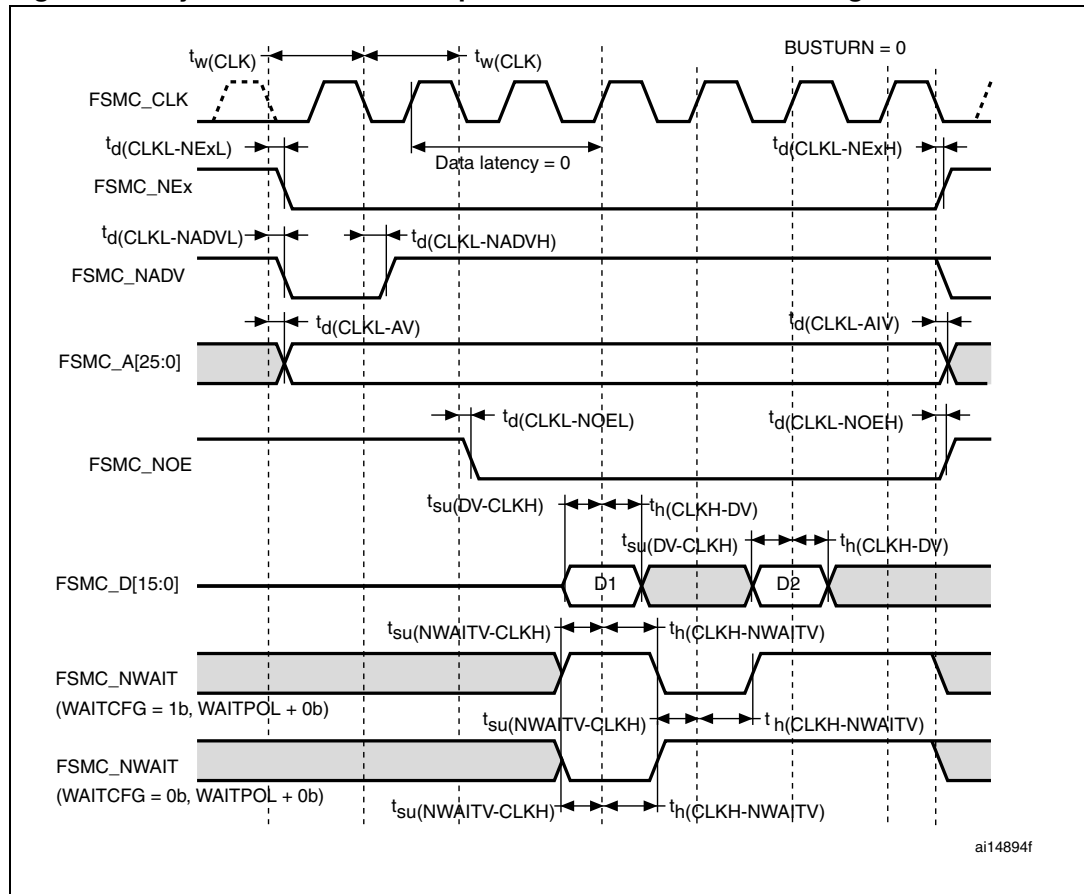 BUSTURN = 0
tw(CLK) tw(CLK)
FSMC_CLK
td(CLKL-NExL) Data latency = 0 td(CLKL-NExH)
FSMC_NEx
td(CLKL-NADVL) td(CLKL-NADVH)
FSMC_NADV
td(CLKL-AV) td(CLKL-AIV)
FSMC_A[25:0]
td(CLKL-NOEL) td(CLKL-NOEH)
FSMC_NOE
tsu(DV-CLKH) th(CLKH-DV)
tsu(DV-CLKH) th(CLKH-DV)
FSMC_D[15:0] D1 D2
tsu(NWAITV-CLKH) th(CLKH-NWAITV)
FSMC_NWAIT
(WAITCFG = 1b, WAITPOL + 0b)
tsu(NWAITV-CLKH) th(CLKH-NWAITV)
FSMC_NWAIT
(WAITCFG = 0b, WAITPOL + 0b)
tsu(NWAITV-CLKH) th(CLKH-NWAITV)
ai14894f